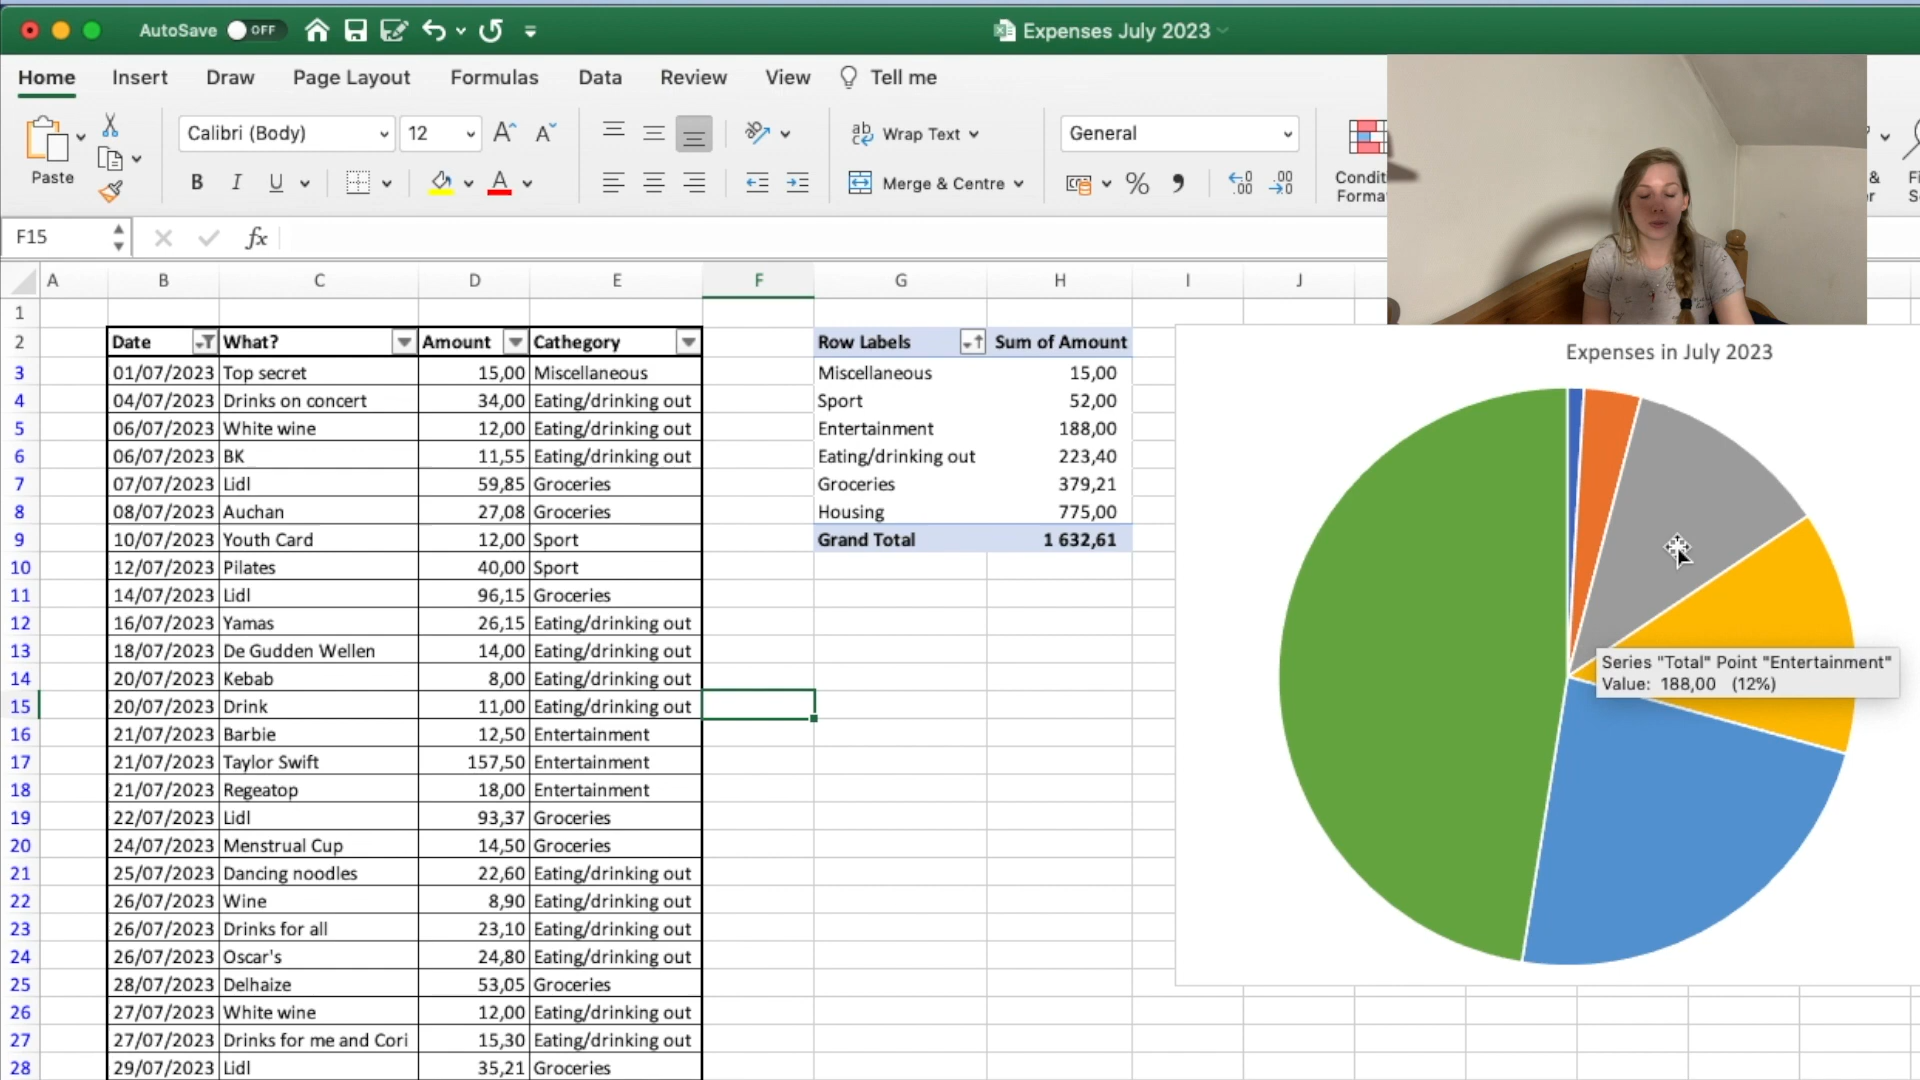 AutoSave OFF Expenses July 2023
Home Insert Draw Page Layout Formulas Data Review View Tell me
Calibri (Body) 12 A A ab Wrap Text General
Paste B I U A Merge & Centre % .00 .00 Condit
Forma
F15 fx
A B C D E F G H I J
1
2 Date What? Amount Cathegory Row Labels Sum of Amount
3 01/07/2023 Top secret 15,00 Miscellaneous Miscellaneous 15,00
4 04/07/2023 Drinks on concert 34,00 Eating/drinking out Sport 52,00
5 06/07/2023 White wine 12,00 Eating/drinking out Entertainment 188,00
6 06/07/2023 BK 11,55 Eating/drinking out Eating/drinking out 223,40
7 07/07/2023 Lidl 59,85 Groceries Groceries 379,21
8 08/07/2023 Auchan 27,08 Groceries Housing 775,00
9 10/07/2023 Youth Card 12,00 Sport Grand Total 1 632,61
10 12/07/2023 Pilates 40,00 Sport
11 14/07/2023 Lidl 96,15 Groceries
12 16/07/2023 Yamas 26,15 Eating/drinking out
13 18/07/2023 De Gudden Wellen 14,00 Eating/drinking out
14 20/07/2023 Kebab 8,00 Eating/drinking out
15 20/07/2023 Drink 11,00 Eating/drinking out
16 21/07/2023 Barbie 12,50 Entertainment
17 21/07/2023 Taylor Swift 157,50 Entertainment
18 21/07/2023 Regeatop 18,00 Entertainment
19 22/07/2023 Lidl 93,37 Groceries
20 24/07/2023 Menstrual Cup 14,50 Groceries
21 25/07/2023 Dancing noodles 22,60 Eating/drinking out
22 26/07/2023 Wine 8,90 Eating/drinking out
23 26/07/2023 Drinks for all 23,10 Eating/drinking out
24 26/07/2023 Oscar's 24,80 Eating/drinking out
25 28/07/2023 Delhaize 53,05 Groceries
26 27/07/2023 White wine 12,00 Eating/drinking out
27 27/07/2023 Drinks for me and Cori 15,30 Eating/drinking out
28 29/07/2023 Lidl 35,21 Groceries
Expenses in July 2023
Series "Total" Point "Entertainment"
Value: 188,00 (12%)